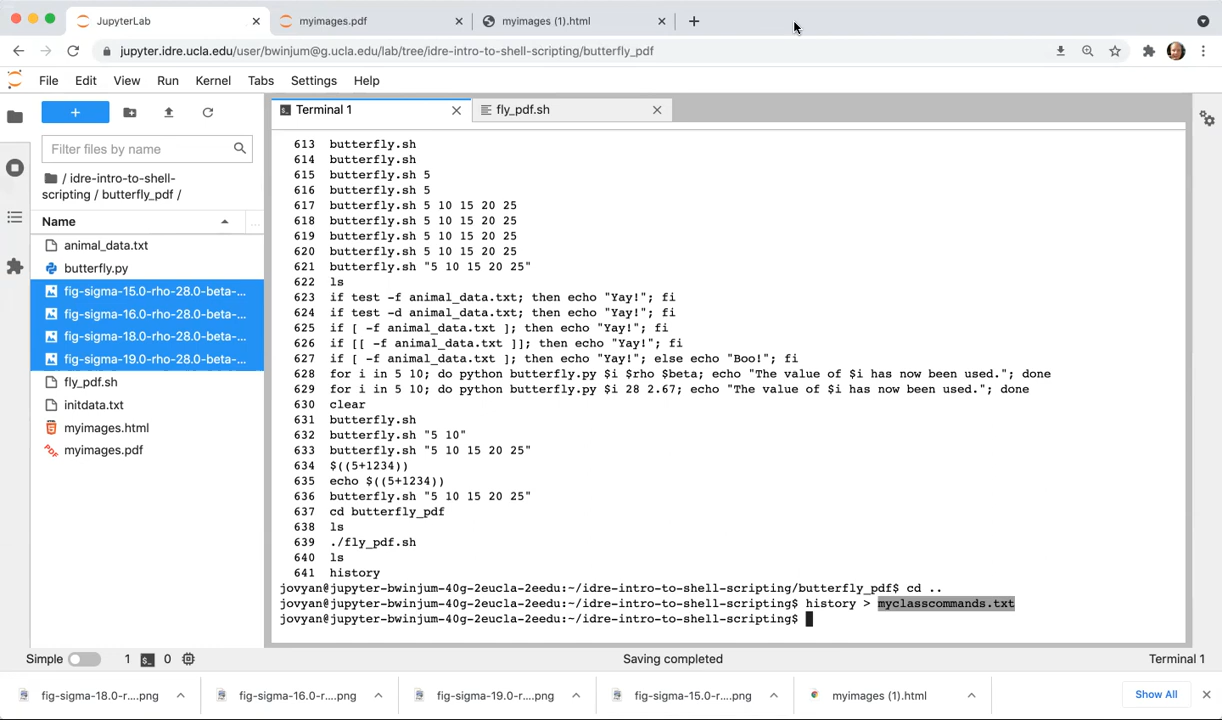 JupyterLab
myimages.pdf
myimages (1).html
jupyter.idre.ucla.edu/user/bwinjum@g.ucla.edu/lab/tree/idre-intro-to-shell-scripting/butterfly_pdf
File Edit View Run Kernel Tabs Settings Help
Terminal 1
fly_pdf.sh
Filter files by name
/ idre-intro-to-shell-
scripting / butterfly_pdf /
Name
animal_data.txt
butterfly.py
fig-sigma-15.0-rho-28.0-beta-...
fig-sigma-16.0-rho-28.0-beta-...
fig-sigma-18.0-rho-28.0-beta-...
fig-sigma-19.0-rho-28.0-beta-...
fly_pdf.sh
initdata.txt
myimages.html
myimages.pdf
613 butterfly.sh
614 butterfly.sh
615 butterfly.sh 5
616 butterfly.sh 5
617 butterfly.sh 5 10 15 20 25
618 butterfly.sh 5 10 15 20 25
619 butterfly.sh 5 10 15 20 25
620 butterfly.sh 5 10 15 20 25
621 butterfly.sh "5 10 15 20 25"
622 ls
623 if test -f animal_data.txt; then echo "Yay!"; fi
624 if test -d animal_data.txt; then echo "Yay!"; fi
625 if [ -f animal_data.txt ]; then echo "Yay!"; fi
626 if [[ -f animal_data.txt ]]; then echo "Yay!"; fi
627 if [ -f animal_data.txt ]; then echo "Yay!"; else echo "Boo!"; fi
628 for i in 5 10; do python butterfly.py $i $rho $beta; echo "The value of $i has now been used."; done
629 for i in 5 10; do python butterfly.py $i 28 2.67; echo "The value of $i has now been used."; done
630 clear
631 butterfly.sh
632 butterfly.sh "5 10"
633 butterfly.sh "5 10 15 20 25"
634 $((5+1234))
635 echo $((5+1234))
636 butterfly.sh "5 10 15 20 25"
637 cd butterfly_pdf
638 ls
639 ./fly_pdf.sh
640 ls
641 history
jovyan@jupyter-bwinjum-40g-2eucla-2eedu:~/idre-intro-to-shell-scripting/butterfly_pdf$ cd ..
jovyan@jupyter-bwinjum-40g-2eucla-2eedu:~/idre-intro-to-shell-scripting$ history > myclasscommands.txt
jovyan@jupyter-bwinjum-40g-2eucla-2eedu:~/idre-intro-to-shell-scripting$
Simple 1 0 Saving completed Terminal 1
fig-sigma-18.0-r....png
fig-sigma-16.0-r....png
fig-sigma-19.0-r....png
fig-sigma-15.0-r....png
myimages (1).html
Show All